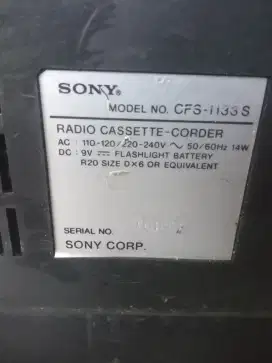 SONY®
MODEL NO. CFS-1133S
RADIO CASSETTE-CORDER
AC : 110-120/220-240V ~ 50/60Hz 14W
DC : 9V ⎓ FLASHLIGHT BATTERY
R20 SIZE D×6 OR EQUIVALENT
SERIAL NO.
SONY CORP.